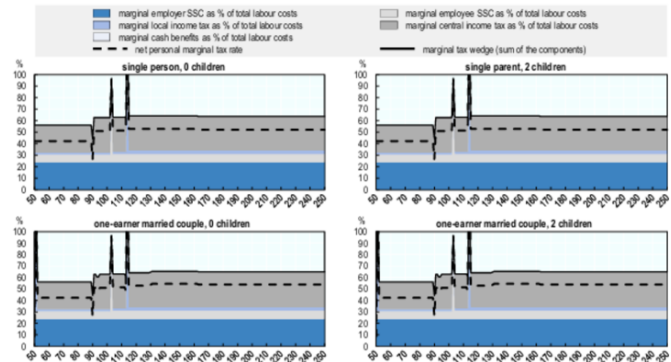 marginal employer SSC as % of total labour costs
marginal employee SSC as % of total labour costs
marginal local income tax as % of total labour costs
marginal central income tax as % of total labour costs
marginal cash benefits as % of total labour costs
net personal marginal tax rate
marginal tax wedge (sum of the components)
% single person, 0 children
100
90
80
70
60
50
40
30
20
10
0
50 60 70 80 90 100 110 120 130 140 150 160 170 180 190 200 210 220 230 240 250
% single parent, 2 children
100
90
80
70
60
50
40
30
20
10
0
50 60 70 80 90 100 110 120 130 140 150 160 170 180 190 200 210 220 230 240 250
% one-earner married couple, 0 children
100
90
80
70
60
50
40
30
20
10
0
50 60 70 80 90 100 110 120 130 140 150 160 170 180 190 200 210 220 230 240 250
% one-earner married couple, 2 children
100
90
80
70
60
50
40
30
20
10
0
50 60 70 80 90 100 110 120 130 140 150 160 170 180 190 200 210 220 230 240 250